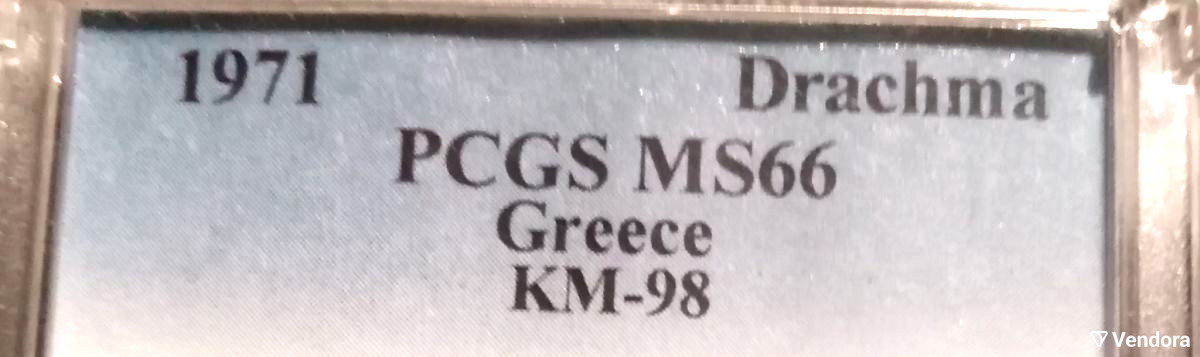 1971 Drachma
PCGS MS66
Greece
KM-98
Vendora